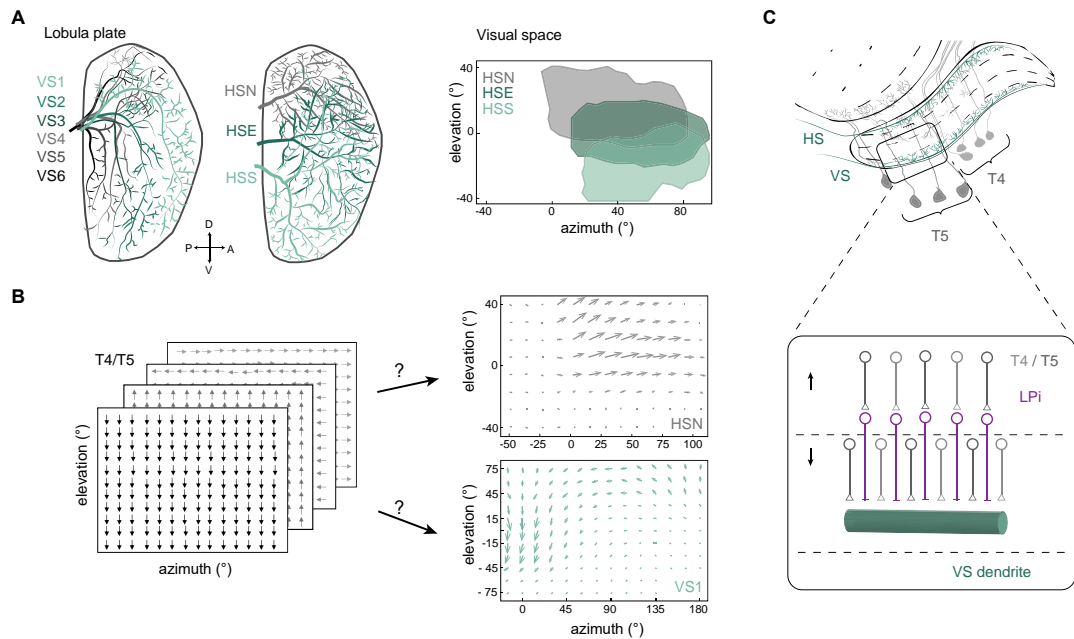 A
Lobula plate
VS1
VS2
VS3
VS4
VS5
VS6
HSN
HSE
HSS
D
P A
V
Visual space
HSN
HSE
HSS
elevation (°)
40
0
-40
-40 0 40 80
azimuth (°)
B
T4/T5
elevation (°)
azimuth (°)
?
?
elevation (°)
40
0
-40
HSN
-50 -25 0 25 50 75 100
elevation (°)
75
45
15
-15
- 45
- 75
VS1
0 45 90 135 180
azimuth (°)
C
HS
VS
T4
T5
T4 / T5
LPi
VS dendrite